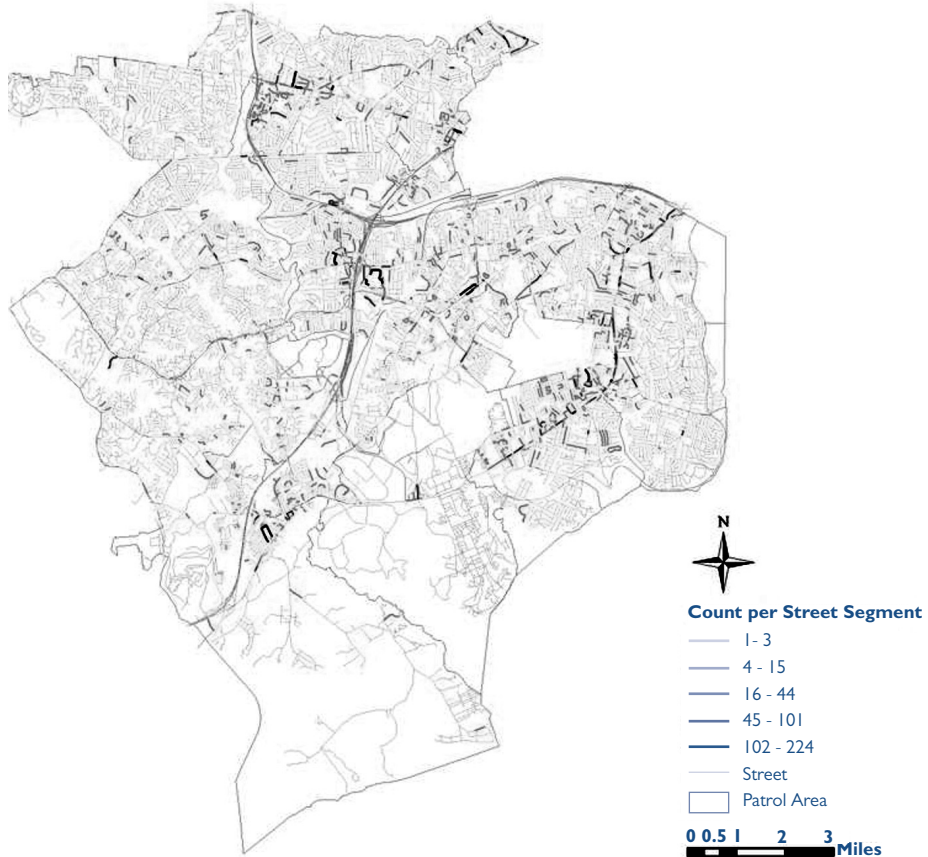 N
Count per Street Segment
1- 3
4 - 15
16 - 44
45 - 101
102 - 224
Street
Patrol Area
0 0.5 1 2 3
Miles